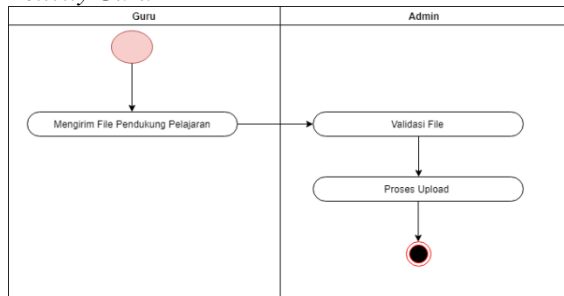 Guru Admin
Mengirim File Pendukung Pelajaran Validasi File
Proses Upload